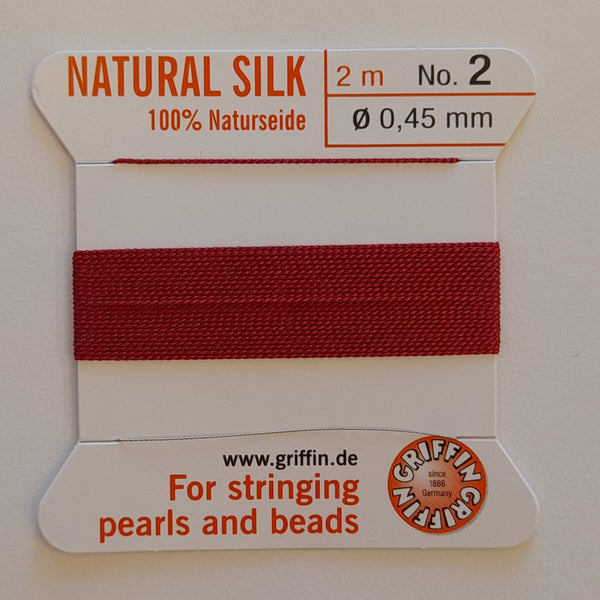 NATURAL SILK
100% Naturseide
2 m No. 2
Ø 0,45 mm
www.griffin.de
For stringing
pearls and beads
GRIFFIN GRIFFIN
since
1866
Germany